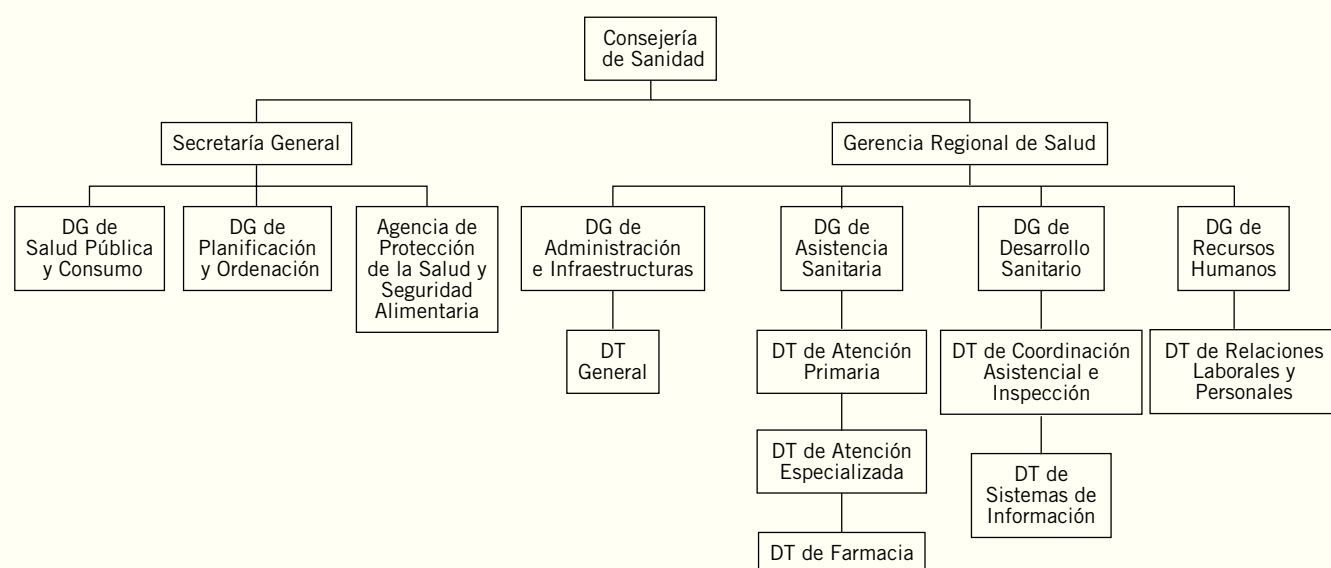 Consejería
de Sanidad
Secretaría General
Gerencia Regional de Salud
DG de
Salud Pública
y Consumo
DG de
Planificación
y Ordenación
Agencia de
Protección
de la Salud y
Seguridad
Alimentaria
DG de
Administración
e Infraestructuras
DG de
Asistencia
Sanitaria
DG de
Desarrollo
Sanitario
DG de
Recursos
Humanos
DT
General
DT de Atención
Primaria
DT de Coordinación
Asistencial e
Inspección
DT de Relaciones
Laborales y
Personales
DT de Atención
Especializada
DT de
Sistemas de
Información
DT de Farmacia